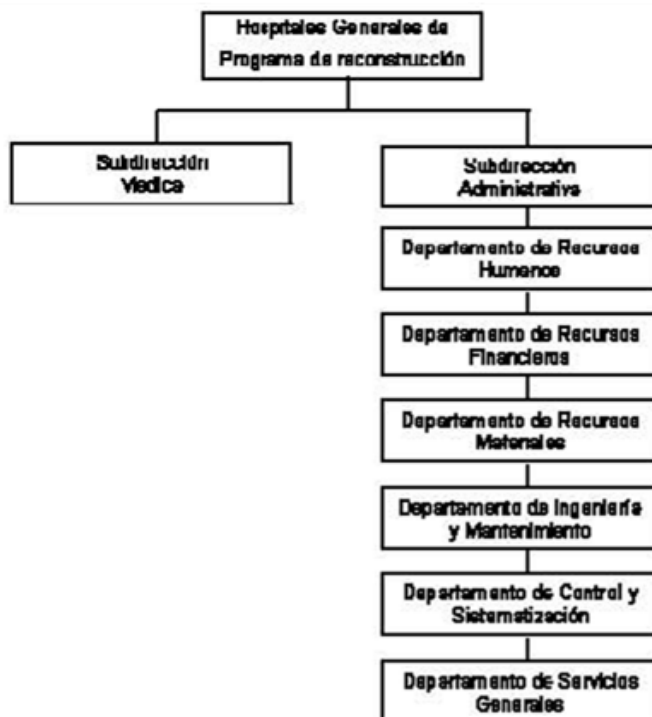 Hospitales Generales de
Programa de reconstrucción
Subdirección
Medica
Subdirección
Administrativa
Departamento de Recursos
Humanos
Departamento de Recursos
Financieros
Departamento de Recursos
Materiales
Departamento de Ingeniería
y Mantenimiento
Departamento de Control y
Sistematización
Departamento de Servicios
Generales